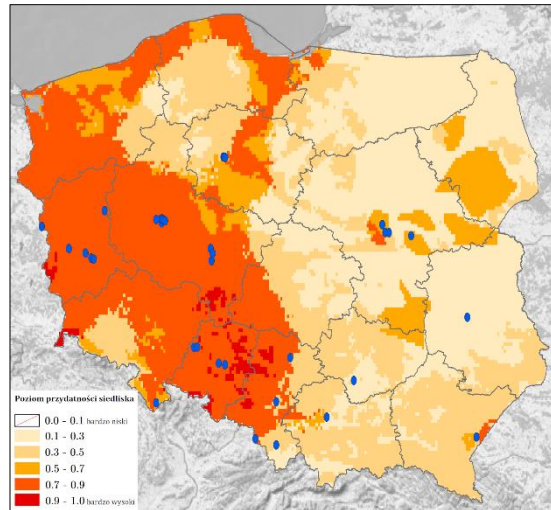 Poziom przydatności siedliska
0.0 - 0.1 bardzo niski
0.1 - 0.3
0.3 - 0.5
0.5 - 0.7
0.7 - 0.9
0.9 - 1.0 bardzo wysoki